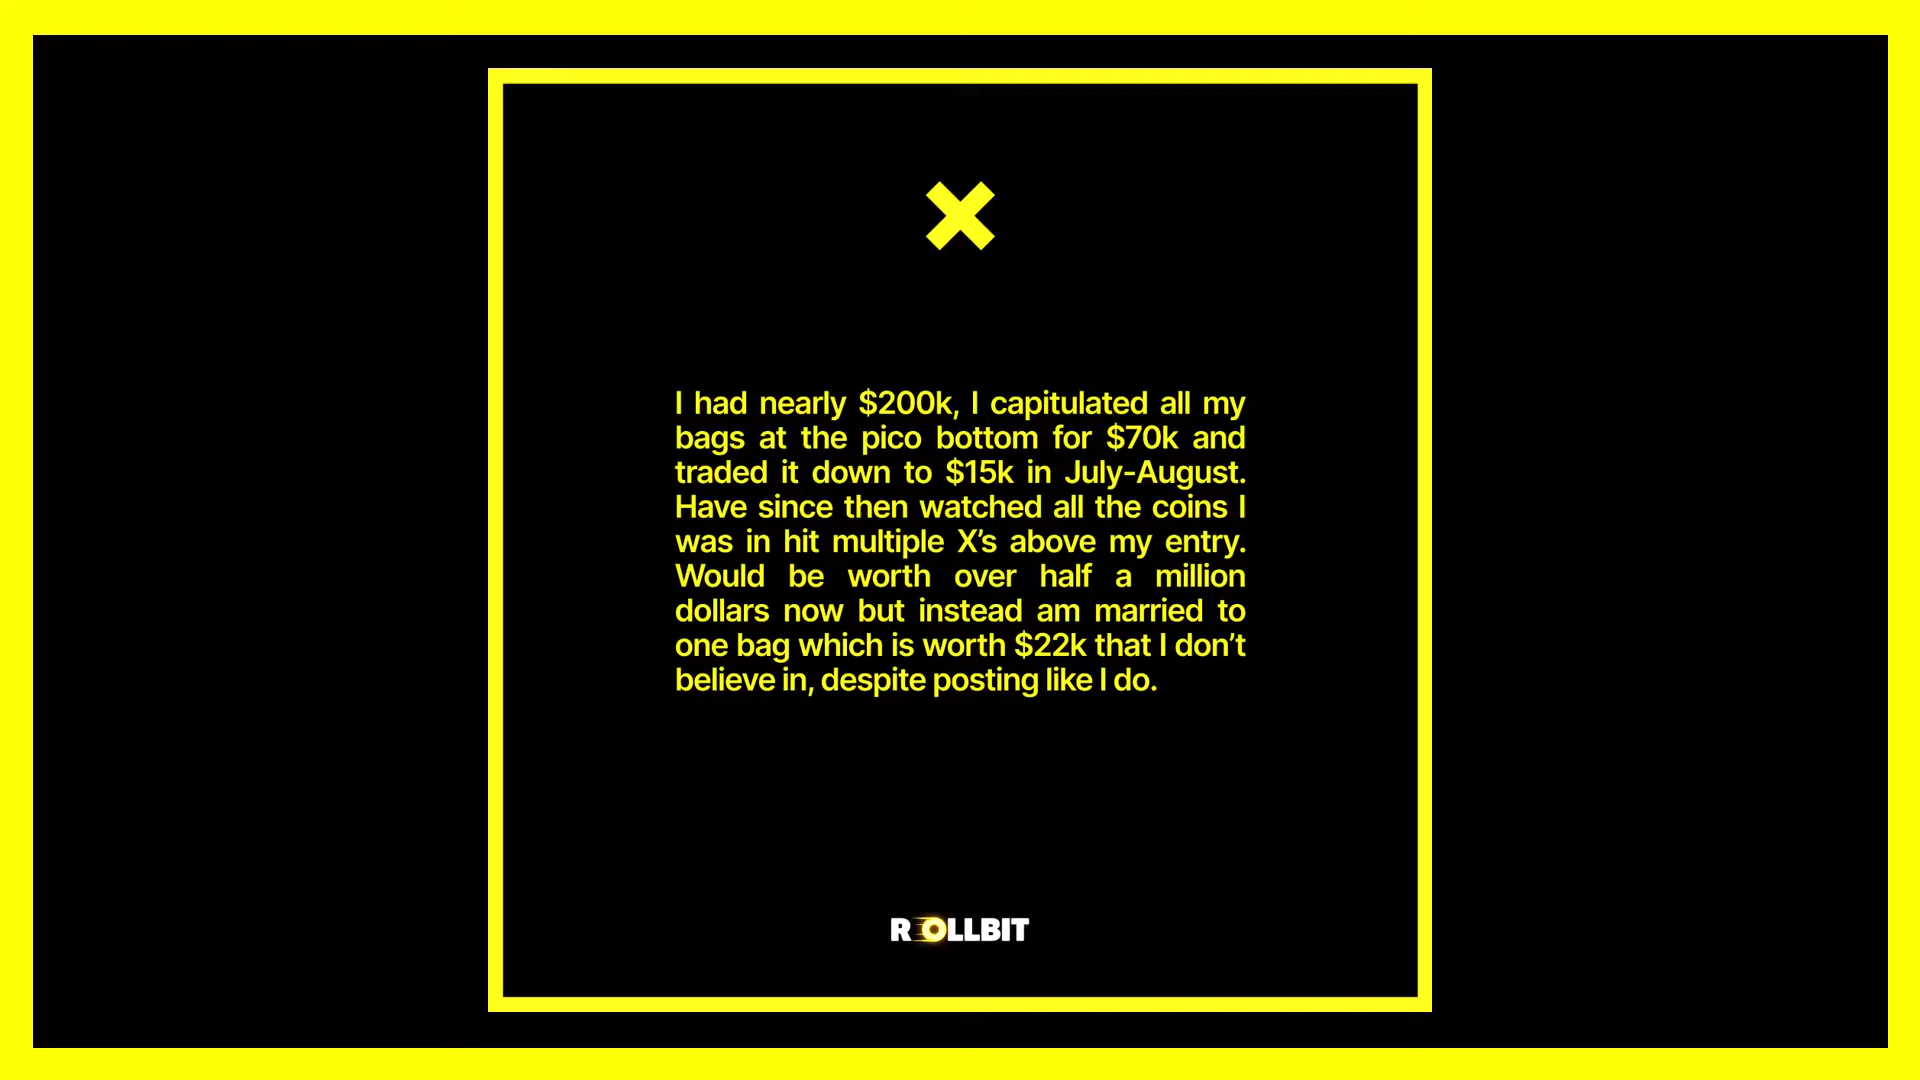 I had nearly $200k, I capitulated all my
bags at the pico bottom for $70k and
traded it down to $15k in July-August.
Have since then watched all the coins I
was in hit multiple X’s above my entry.
Would be worth over half a million
dollars now but instead am married to
one bag which is worth $22k that I don’t
believe in, despite posting like I do.
ROLLBIT